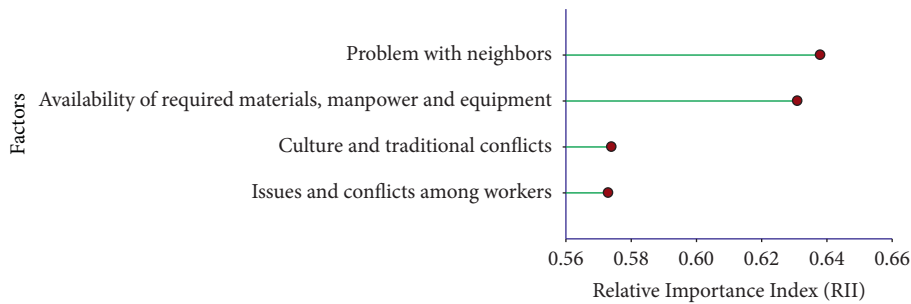 Factors
Problem with neighbors
Availability of required materials, manpower and equipment
Culture and traditional conflicts
Issues and conflicts among workers
0.56 0.58 0.60 0.62 0.64 0.66
Relative Importance Index (RII)